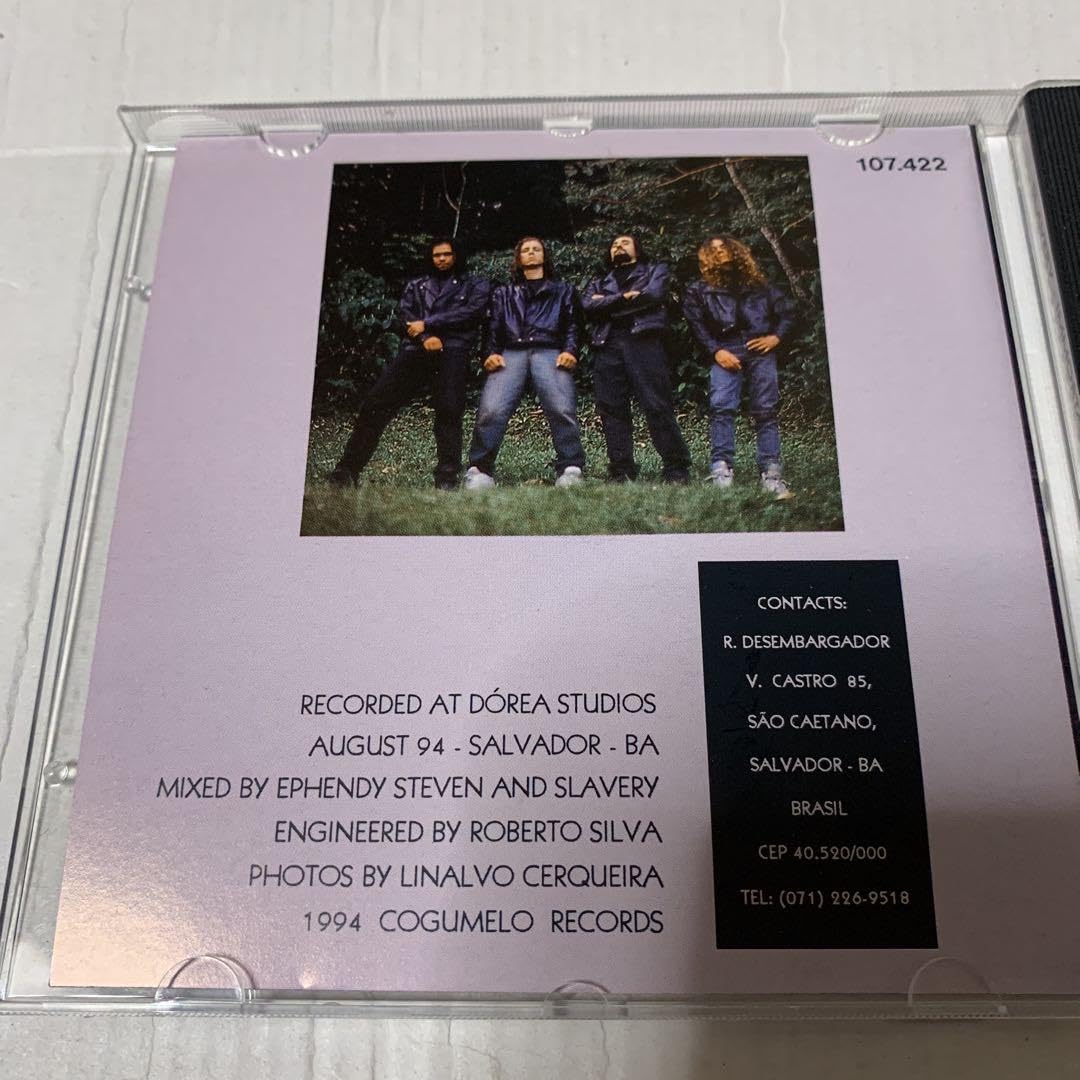 107.422
RECORDED AT DÓREA STUDIOS
AUGUST 94 - SALVADOR - BA
MIXED BY EPHENDY STEVEN AND SLAVERY
ENGINEERED BY ROBERTO SILVA
PHOTOS BY LINALVO CERQUEIRA
1994 COGUMELO RECORDS
CONTACTS:
R. DESEMBARGADOR
V. CASTRO 85,
SÃO CAETANO,
SALVADOR - BA
BRASIL
CEP 40.520/000
TEL: (071) 226-9518